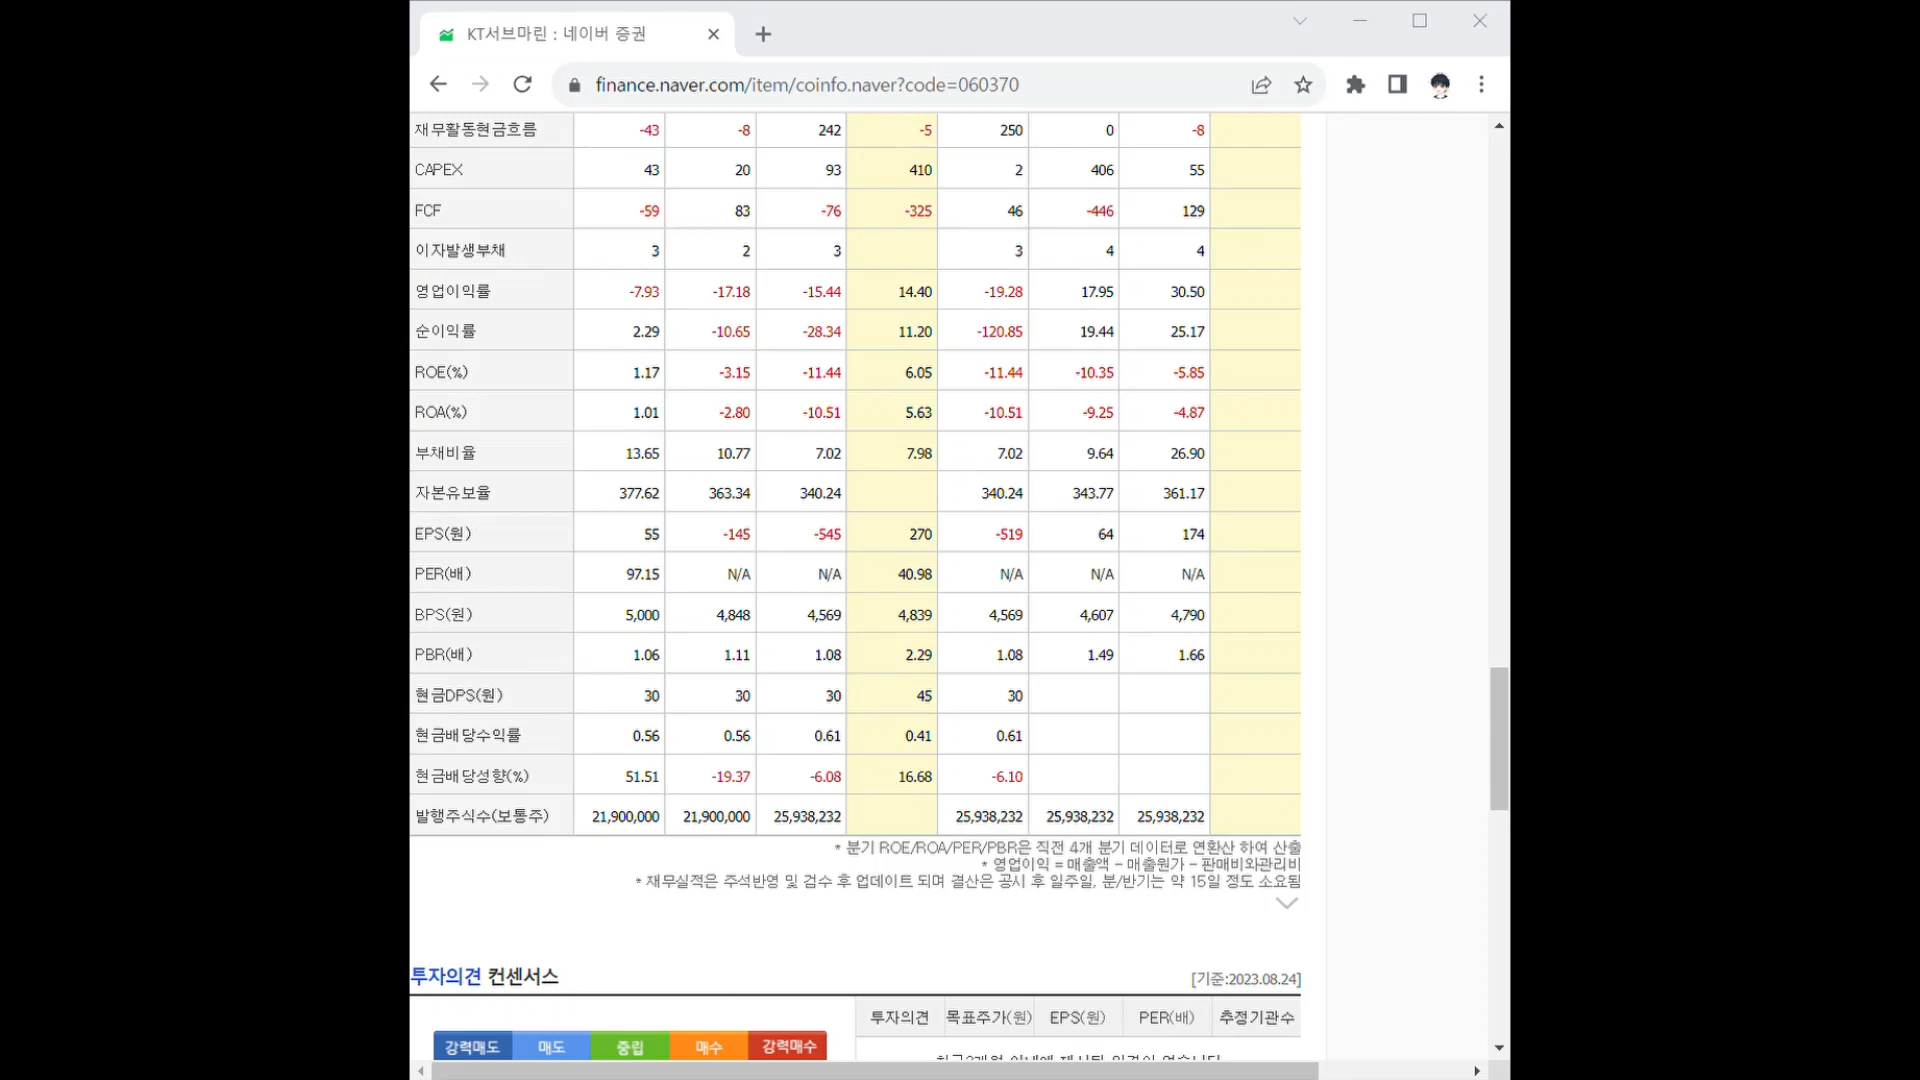 KT서브마린 : 네이버 증권
finance.naver.com/item/coinfo.naver?code=060370
재무활동현금흐름 -43 -8 242 -5 250 0 -8
CAPEX 43 20 93 410 2 406 55
FCF -59 83 -76 -325 46 -446 129
이자발생부채 3 2 3 3 4 4
영업이익률 -7.93 -17.18 -15.44 14.40 -19.28 17.95 30.50
순이익률 2.29 -10.65 -28.34 11.20 -120.85 19.44 25.17
ROE(%) 1.17 -3.15 -11.44 6.05 -11.44 -10.35 -5.85
ROA(%) 1.01 -2.80 -10.51 5.63 -10.51 -9.25 -4.87
부채비율 13.65 10.77 7.02 7.98 7.02 9.64 26.90
자본유보율 377.62 363.34 340.24 340.24 343.77 361.17
EPS(원) 55 -145 -545 270 -519 64 174
PER(배) 97.15 N/A N/A 40.98 N/A N/A N/A
BPS(원) 5,000 4,848 4,569 4,839 4,569 4,607 4,790
PBR(배) 1.06 1.11 1.08 2.29 1.08 1.49 1.66
현금DPS(원) 30 30 30 45 30
현금배당수익률 0.56 0.56 0.61 0.41 0.61
현금배당성향(%) 51.51 -19.37 -6.08 16.68 -6.10
발행주식수(보통주) 21,900,000 21,900,000 25,938,232 25,938,232 25,938,232 25,938,232
* 분기 ROE/ROA/PER/PBR은 직전 4개 분기 데이터로 연환산 하여 산출
* 영업이익 = 매출액 - 매출원가 - 판매비와관리비
* 재무실적은 주석반영 및 검수 후 업데이트 되며 결산은 공시 후 일주일, 분/반기는 약 15일 정도 소요됨
투자의견 컨센서스 [기준:2023.08.24]
투자의견 목표주가(원) EPS(원) PER(배) 추정기관수
강력매도 매도 중립 매수 강력매수